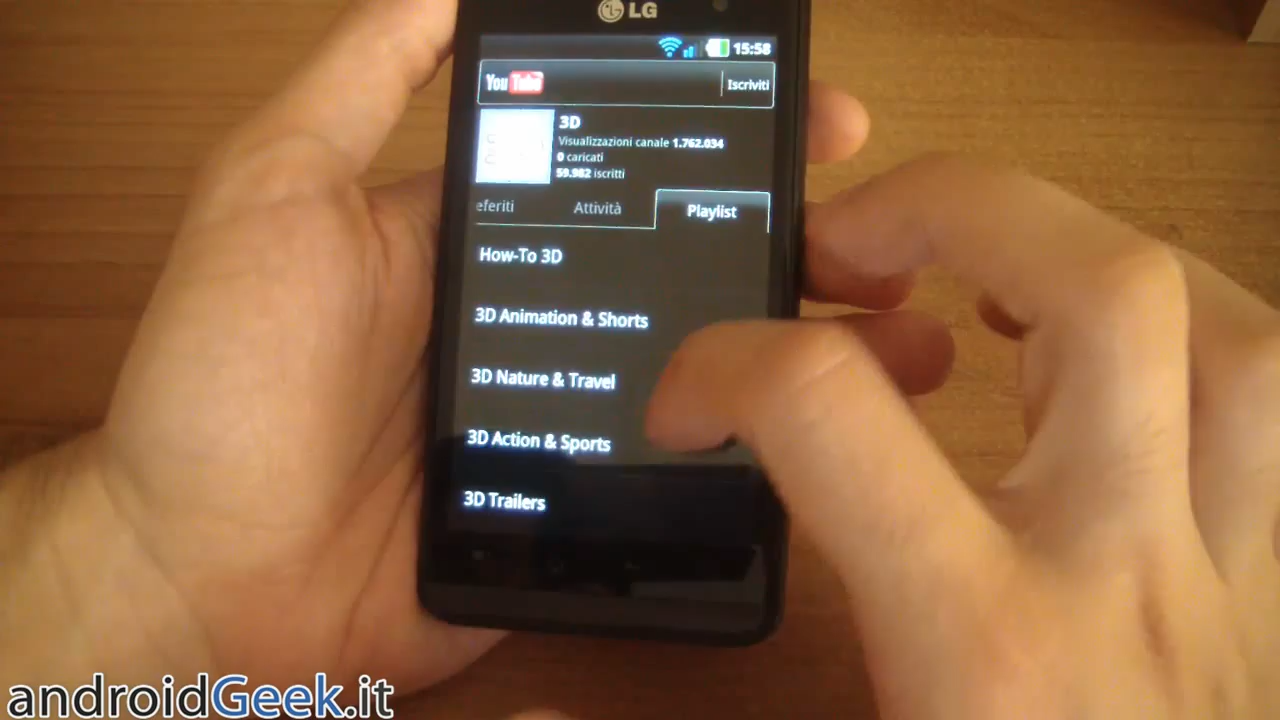 LG
15:58
YouTube
Iscriviti
3D
Visualizzazioni canale 1.762.034
0 caricati
59.982 iscritti
eferiti Attività Playlist
How-To 3D
3D Animation & Shorts
3D Nature & Travel
3D Action & Sports
3D Trailers
androidGeek.it